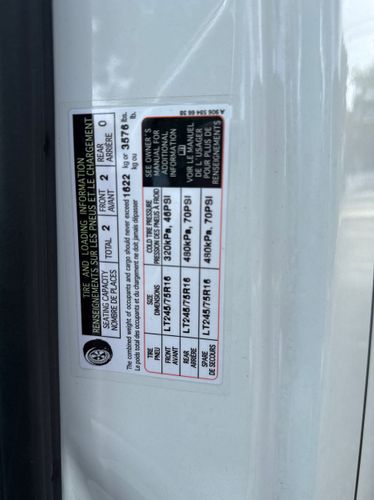 TIRE AND LOADING INFORMATION
RENSEIGNEMENTS SUR LES PNEUS ET LE CHARGEMENT
SEATING CAPACITY TOTAL 2 FRONT 2 REAR 0
NOMBRE DE PLACES AVANT ARRIÈRE
The combined weight of occupants and cargo should never exceed 1622 kg or 3576 lbs.
Le poids total des occupants et du chargement ne doit jamais dépasser kg ou lb.
TIRE SIZE COLD TIRE PRESSURE
PNEU DIMENSIONS PRESSION DES PNEUS À FROID
FRONT LT245/75R16 320kPa, 46PSI
AVANT
REAR LT245/75R16 480kPa, 70PSI
ARRIÈRE
SPARE LT245/75R16 480kPa, 70PSI
DE SECOURS
SEE OWNER'S
MANUAL FOR
ADDITIONAL
INFORMATION
VOIR LE MANUEL
DE L'USAGER
POUR PLUS DE
RENSEIGNEMENTS